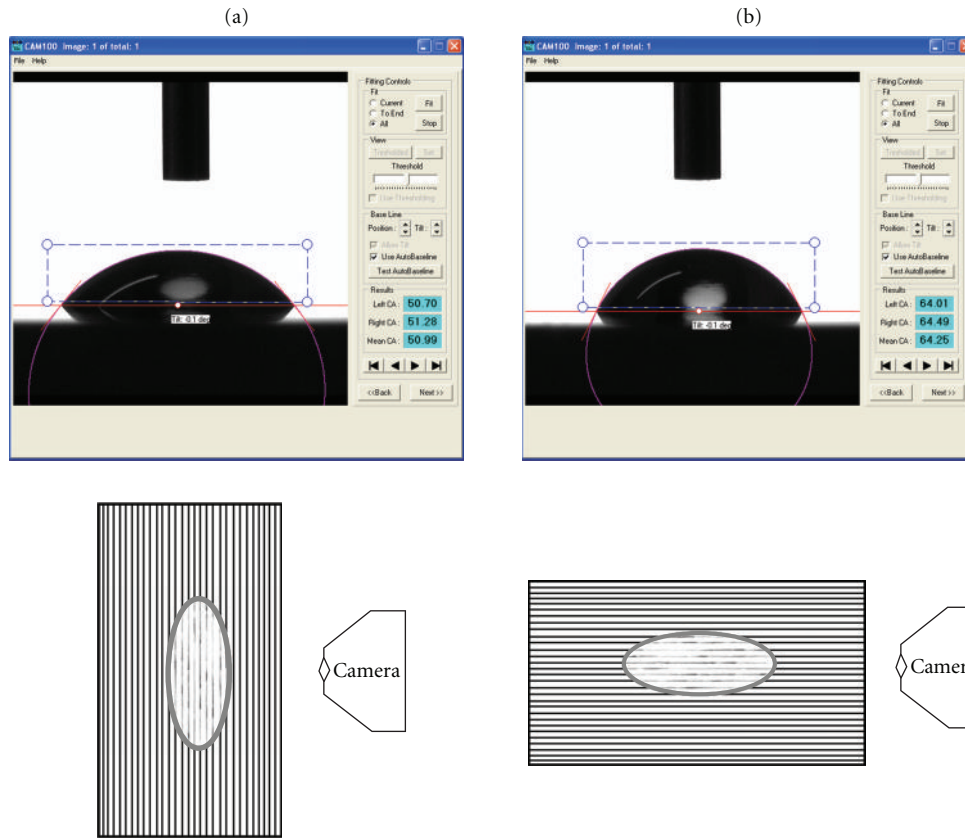 (a)
(b)
CAM100 Image: 1 of total: 1
File Help
Fitting Controls
Fit
Current
To End
All
Fit
Stop
View
Thresholded
Set
Threshold
Use Thresholding
Base Line
Position: Tilt:
Allow Tilt
Use AutoBaseline
Test AutoBaseline
Results
Left CA: 50.70
Right CA: 51.28
Mean CA: 50.99
<<Back
Next >>
Tilt: -0.1 deg
CAM100 Image: 1 of total: 1
File Help
Fitting Controls
Fit
Current
To End
All
Fit
Stop
View
Thresholded
Set
Threshold
Use Thresholding
Base Line
Position: Tilt:
Allow Tilt
Use AutoBaseline
Test AutoBaseline
Results
Left CA: 64.01
Right CA: 64.49
Mean CA: 64.25
<<Back
Next >>
Tilt: -0.1 deg
Camera
Camer